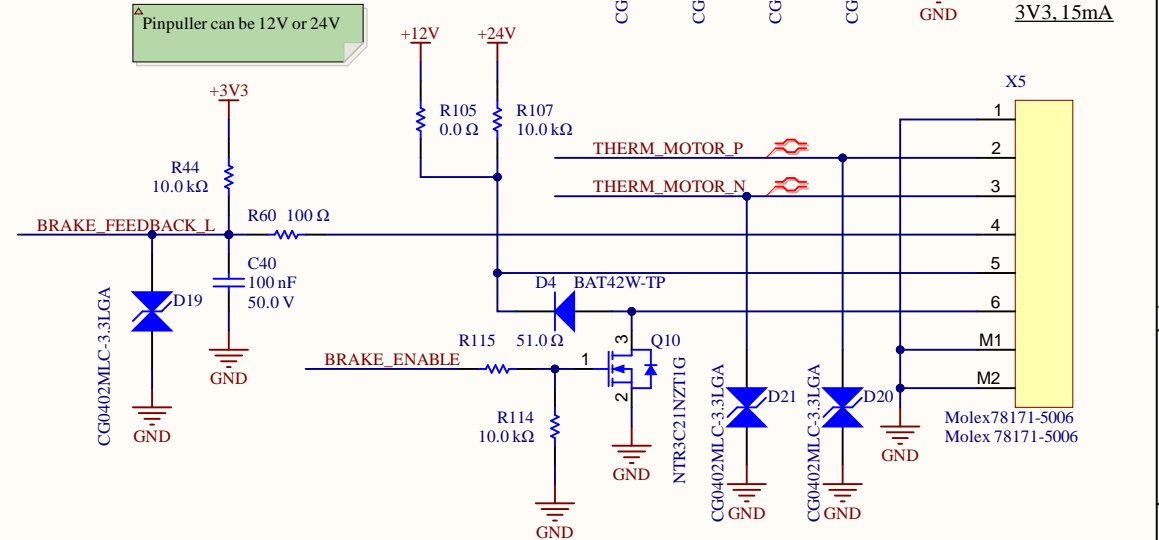 CG
CG
CG
CG
GND
3V3, 15mA
Pinpuller can be 12V or 24V
+12V
+24V
+3V3
R105
0.0 Ω
R107
10.0 kΩ
X5
R44
10.0 kΩ
THERM_MOTOR_P
THERM_MOTOR_N
1
2
3
4
5
6
M1
M2
BRAKE_FEEDBACK_L
R60 100 Ω
C40
100 nF
50.0 V
D19
CG0402MLC-3.3LGA
GND
GND
D4 BAT42W-TP
R115 51.0 Ω
BRAKE_ENABLE
Q10
1
3
2
NTR3C21NZT1G
R114
10.0 kΩ
GND
GND
D21
CG0402MLC-3.3LGA
GND
D20
CG0402MLC-3.3LGA
GND
GND
Molex78171-5006
Molex 78171-5006